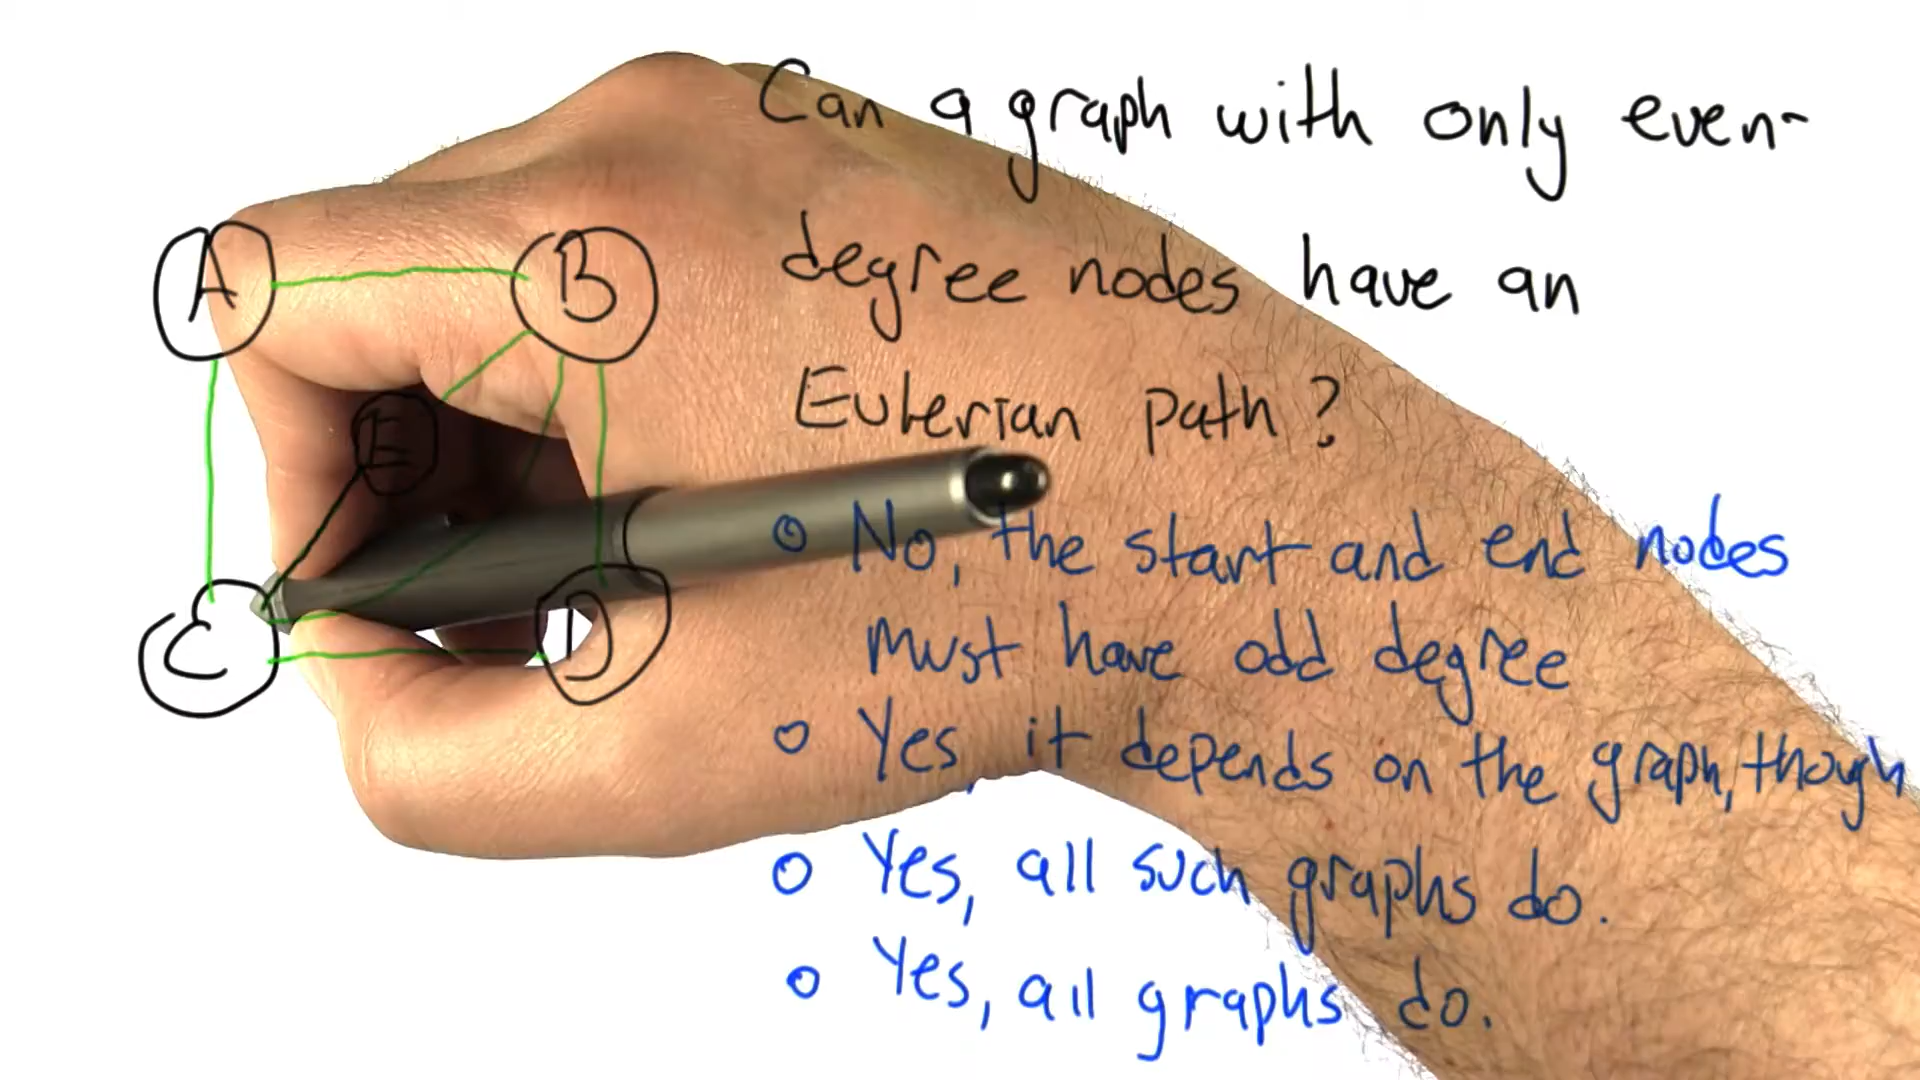 Can a graph with only even-
degree nodes have an
Eulerian path?
A
B
E
C
D
o No, the start and end nodes
must have odd degree
o Yes, it depends on the graph, though
o Yes, all such graphs do.
o Yes, all graphs do.